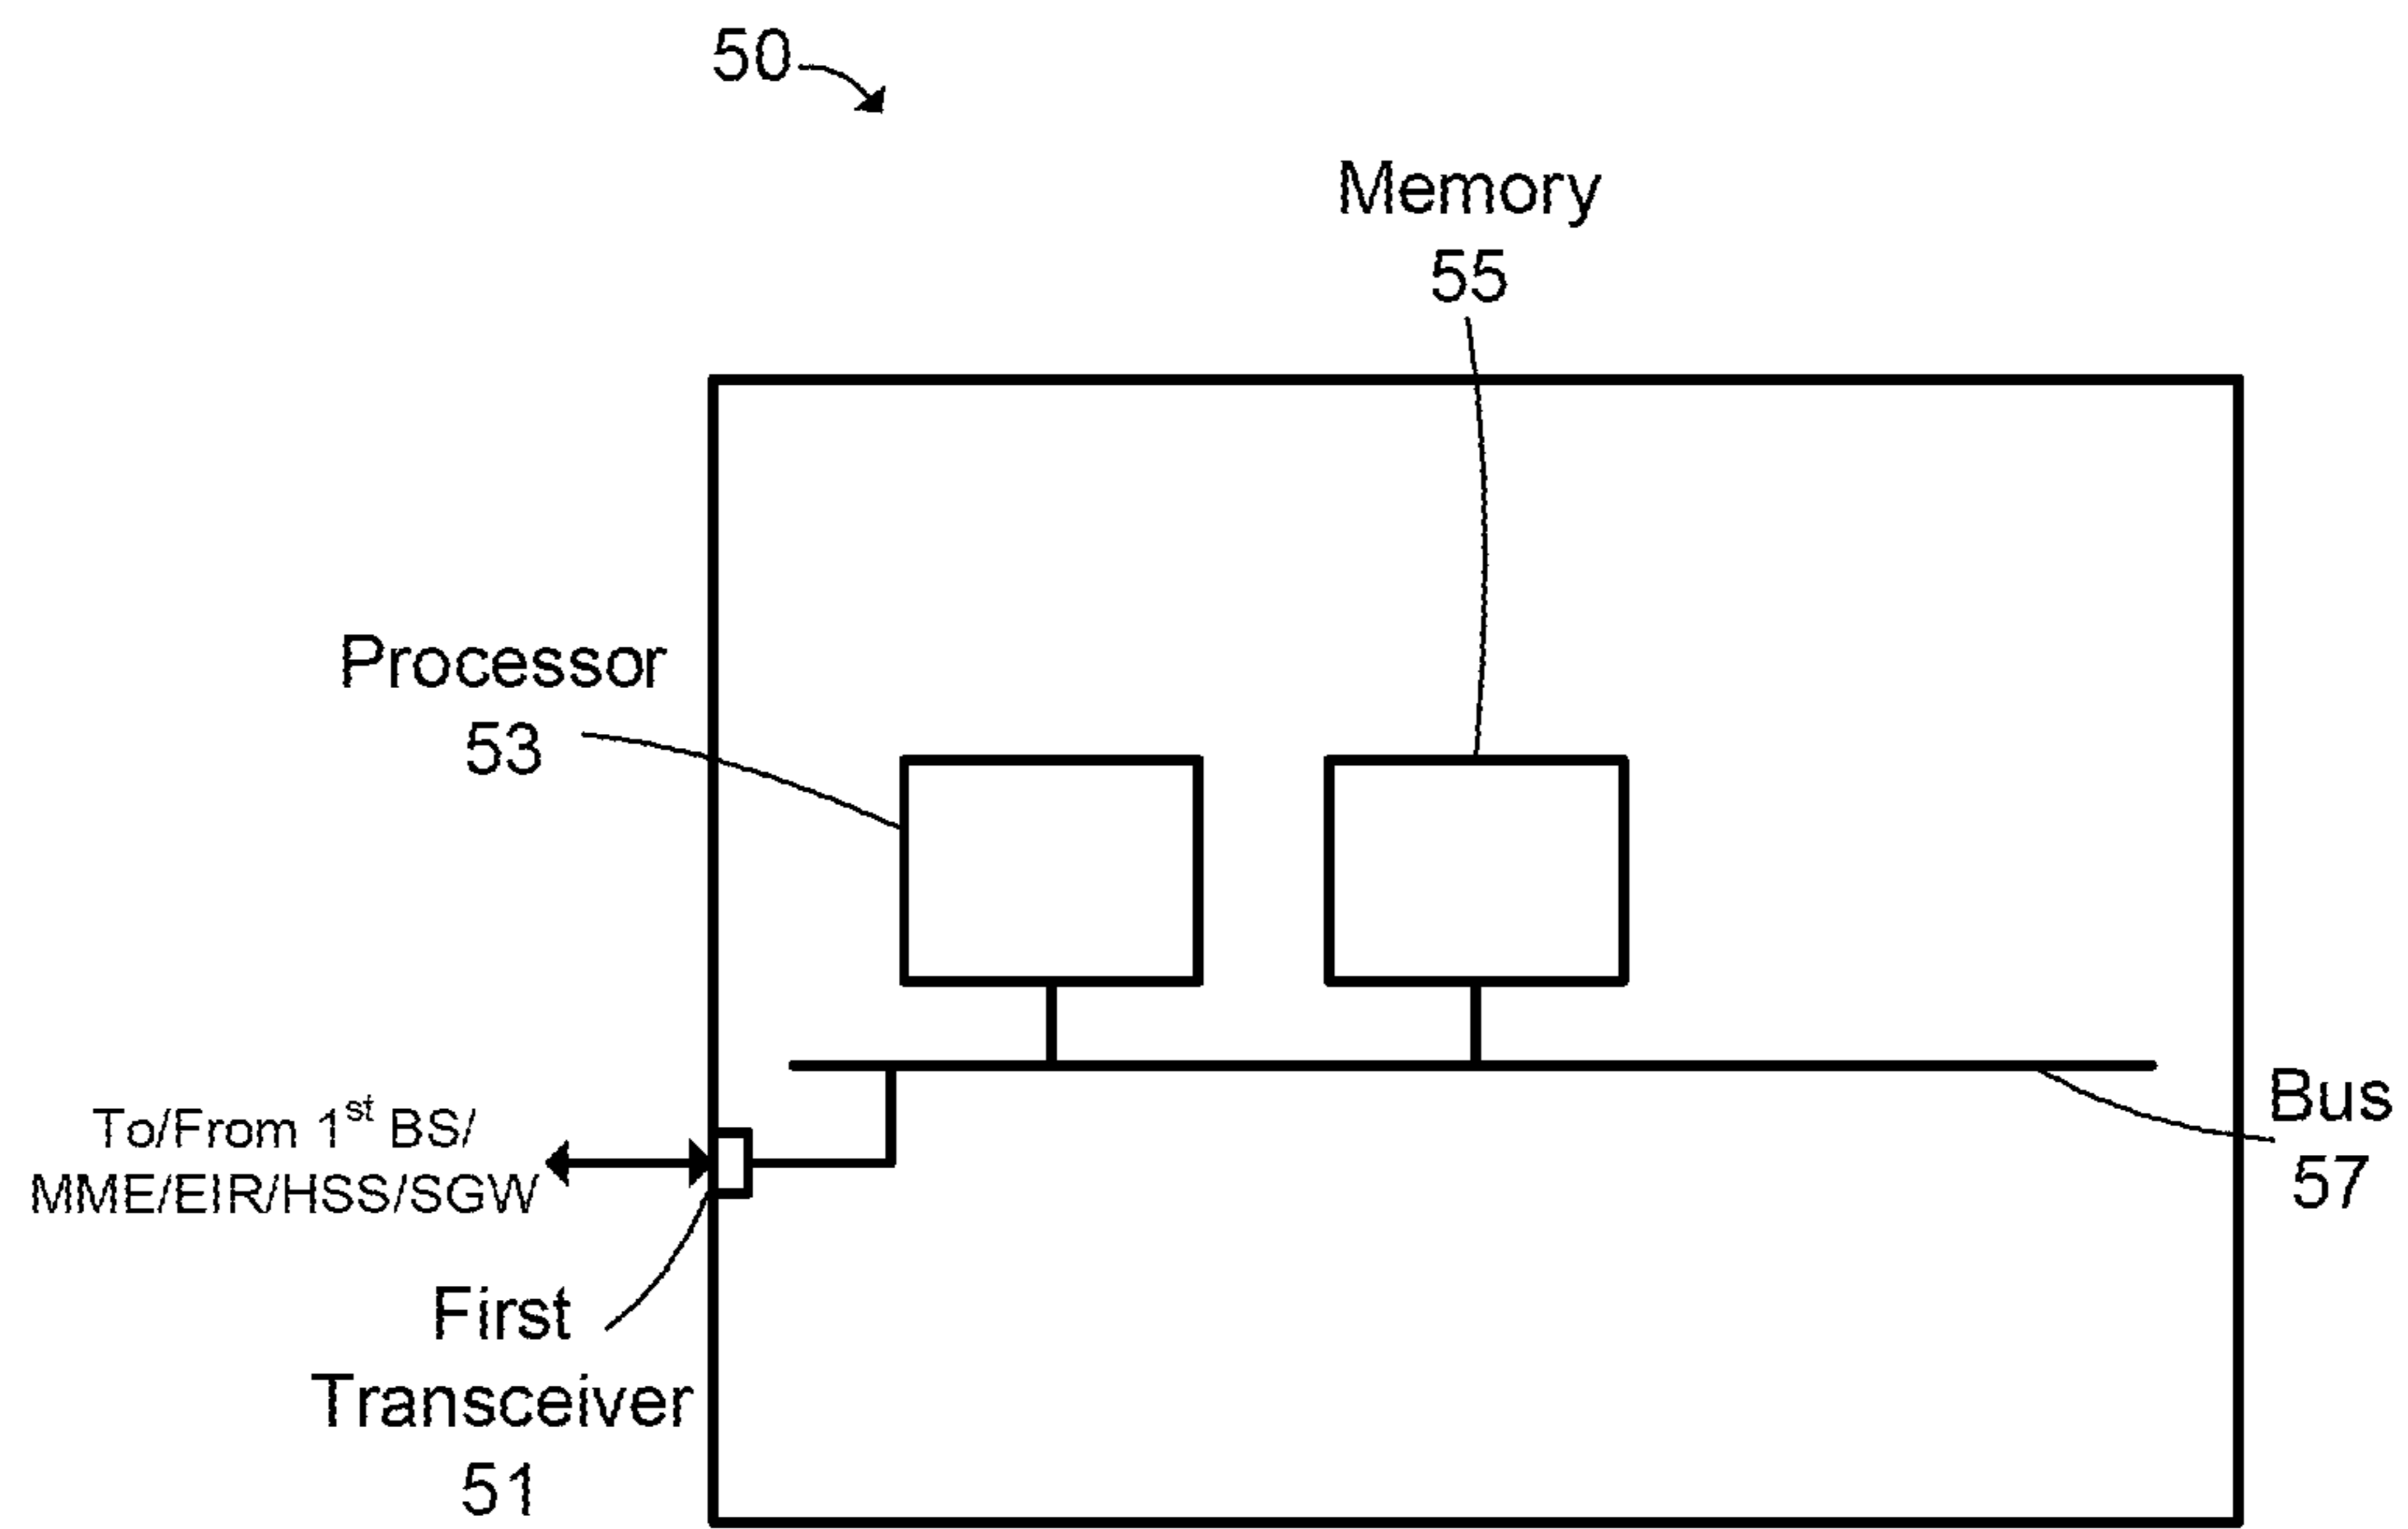 50
Memory
55
Processor
53
To/From 1st BS/
MME/EIR/HSS/SGW
Bus
57
First
Transceiver
51